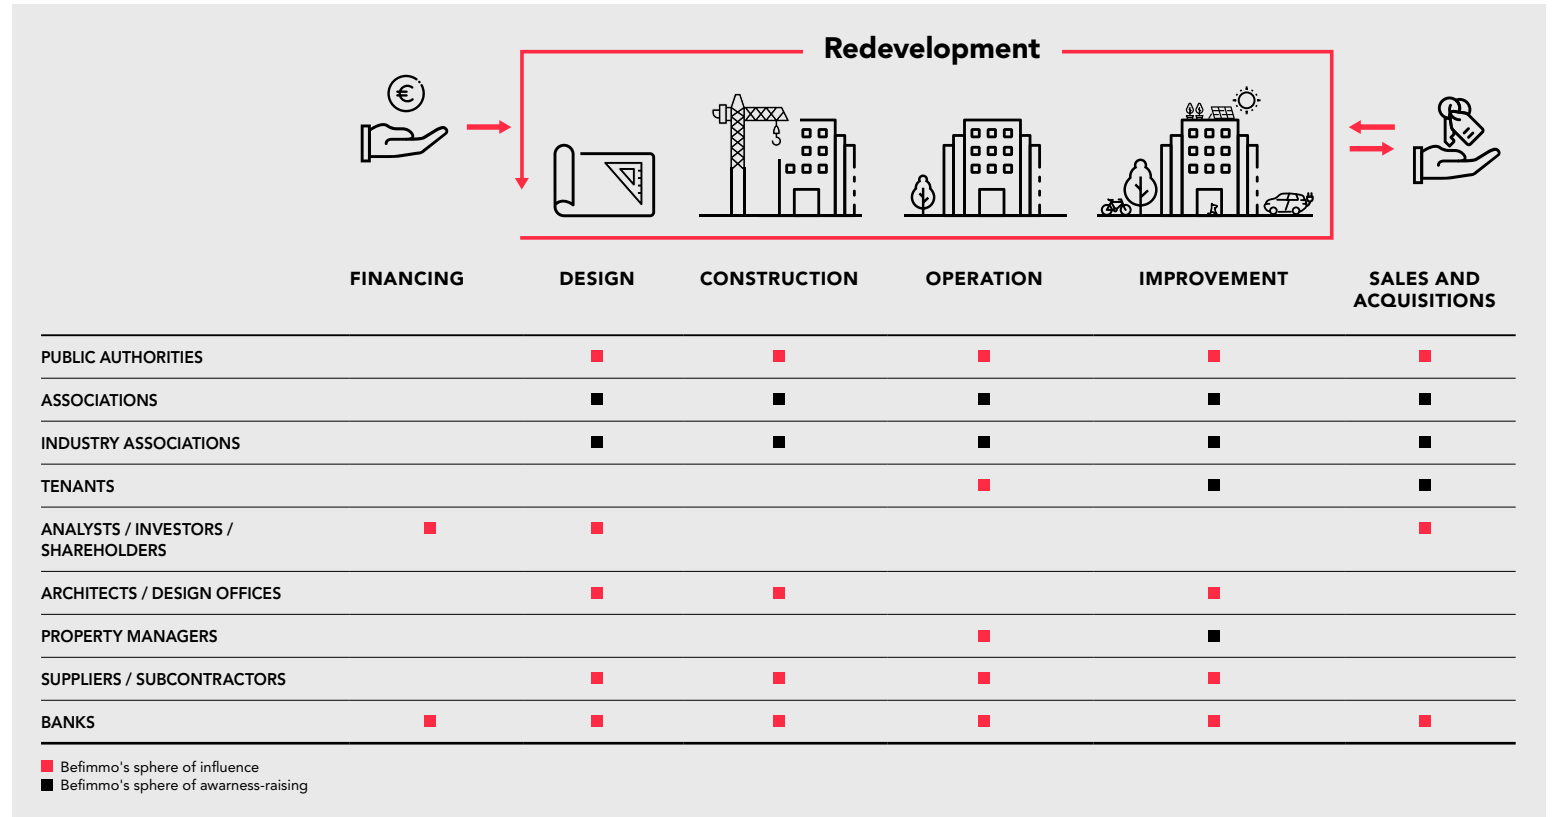 Redevelopment
€
FINANCING
DESIGN
CONSTRUCTION
OPERATION
IMPROVEMENT
SALES AND
ACQUISITIONS
PUBLIC AUTHORITIES
ASSOCIATIONS
INDUSTRY ASSOCIATIONS
TENANTS
ANALYSTS / INVESTORS /
SHAREHOLDERS
ARCHITECTS / DESIGN OFFICES
PROPERTY MANAGERS
SUPPLIERS / SUBCONTRACTORS
BANKS
Befimmo's sphere of influence
Befimmo's sphere of awarness-raising